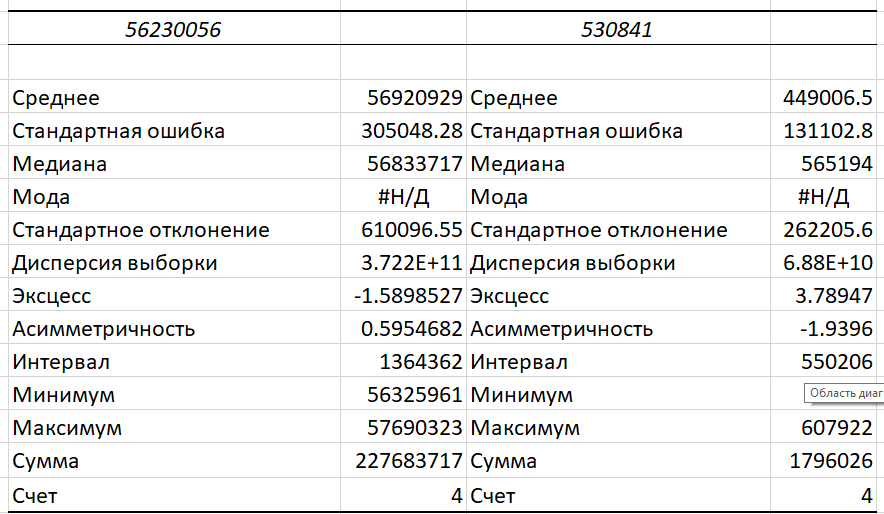 56230056 530841
Среднее 56920929 Среднее 449006.5
Стандартная ошибка 305048.28 Стандартная ошибка 131102.8
Медиана 56833717 Медиана 565194
Мода #Н/Д Мода #Н/Д
Стандартное отклонение 610096.55 Стандартное отклонение 262205.6
Дисперсия выборки 3.722E+11 Дисперсия выборки 6.88E+10
Эксцесс -1.5898527 Эксцесс 3.78947
Асимметричность 0.5954682 Асимметричность -1.9396
Интервал 1364362 Интервал 550206
Минимум 56325961 Минимум Область диаг
Максимум 57690323 Максимум 607922
Сумма 227683717 Сумма 1796026
Счет 4 Счет 4